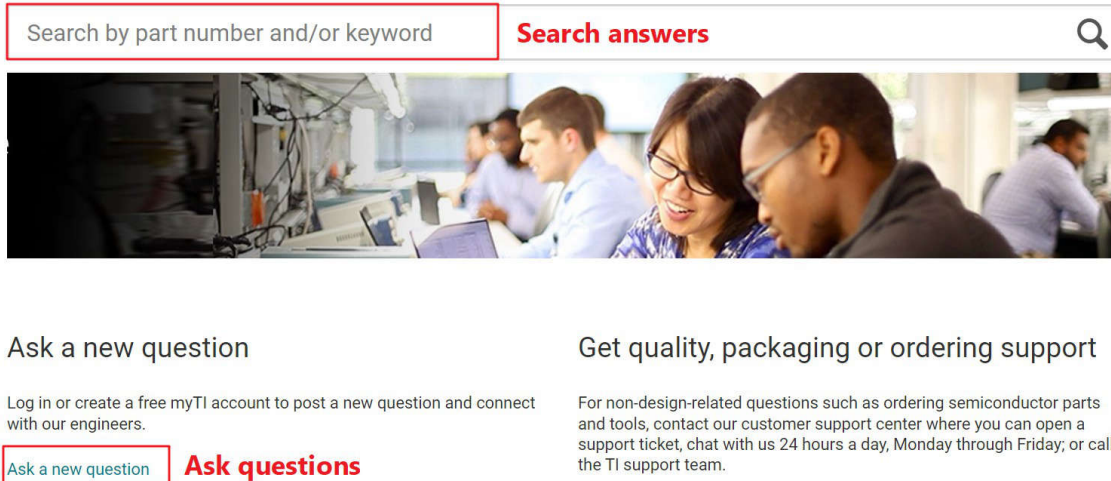 Search by part number and/or keyword
Search answers
Ask a new question
Log in or create a free myTI account to post a new question and connect
with our engineers.
Ask a new question
Ask questions
Get quality, packaging or ordering support
For non-design-related questions such as ordering semiconductor parts
and tools, contact our customer support center where you can open a
support ticket, chat with us 24 hours a day, Monday through Friday; or call
the TI support team.